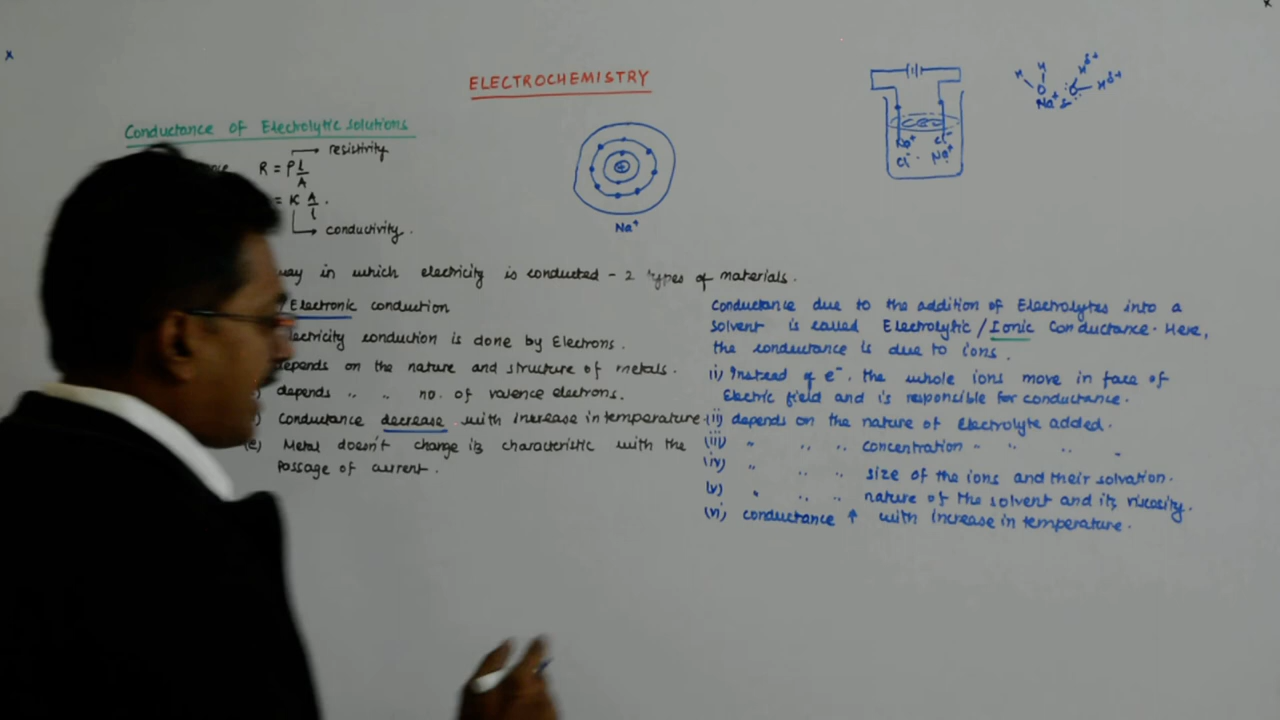 ELECTROCHEMISTRY
Conductance of Electrolytic solutions
R = ρ l/A
→ resistivity
= K A/l .
→ conductivity .
Na⁺
Na⁺ Cl⁻
Cl⁻ Na⁺
H H H δ+
O O H δ+
Na⁺
way in which electricity is conducted - 2 types of materials .
/Electronic conduction
conduction is done by Electrons .
depends on the nature and structure of metals .
depends " " no. of valence electrons .
) Conductance decrease with increase in temperature
(e) Metal doesn't change its characteristic with the
passage of current .
Conductance due to the addition of Electrolytes into a
solvent is called Electrolytic / Ionic Conductance . Here,
the conductance is due to ions .
(i) Instead of e⁻ . the whole ions move in face of
Electric field and is responsible for conductance .
(ii) depends on the nature of Electrolyte added .
(iii) " " " concentration " " " "
(iv) " " " size of the ions and their solvation .
(v) " " " nature of the solvent and its viscosity .
(vi) conductance ↑ with increase in temperature .